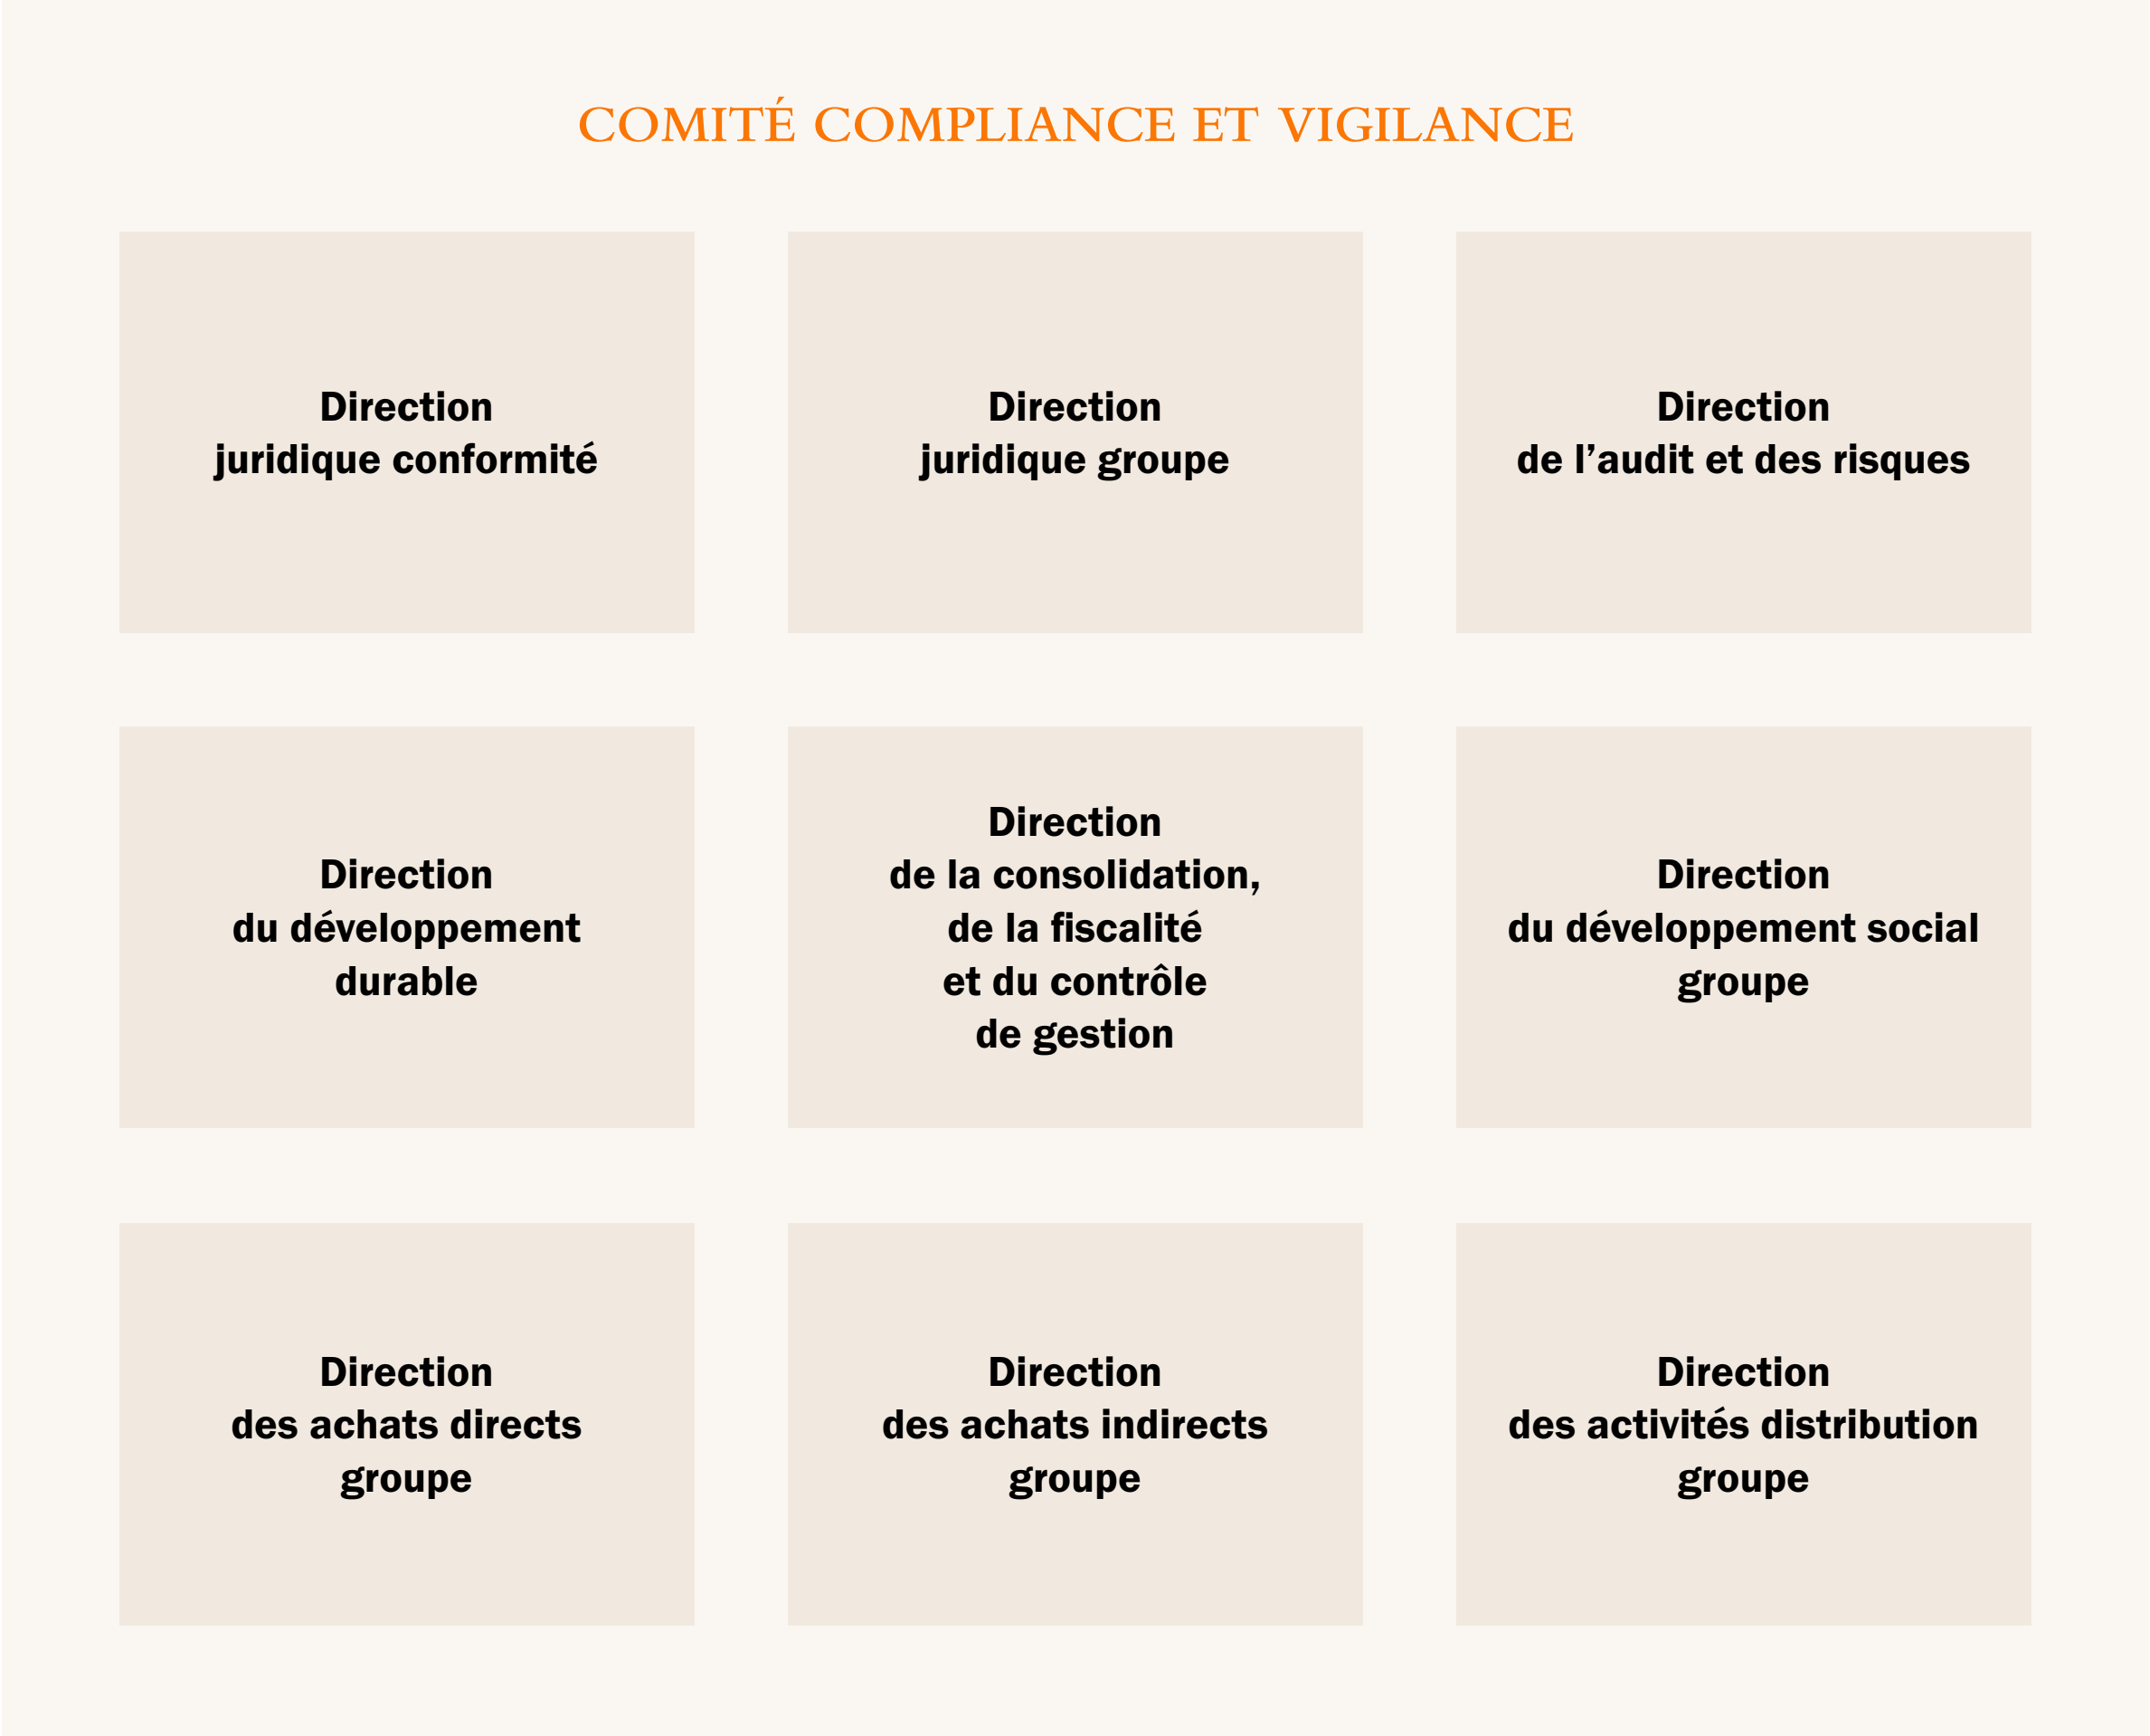 COMITÉ COMPLIANCE ET VIGILANCE
Direction
juridique conformité
Direction
juridique groupe
Direction
de l’audit et des risques
Direction
du développement
durable
Direction
de la consolidation,
de la fiscalité
et du contrôle
de gestion
Direction
du développement social
groupe
Direction
des achats directs
groupe
Direction
des achats indirects
groupe
Direction
des activités distribution
groupe